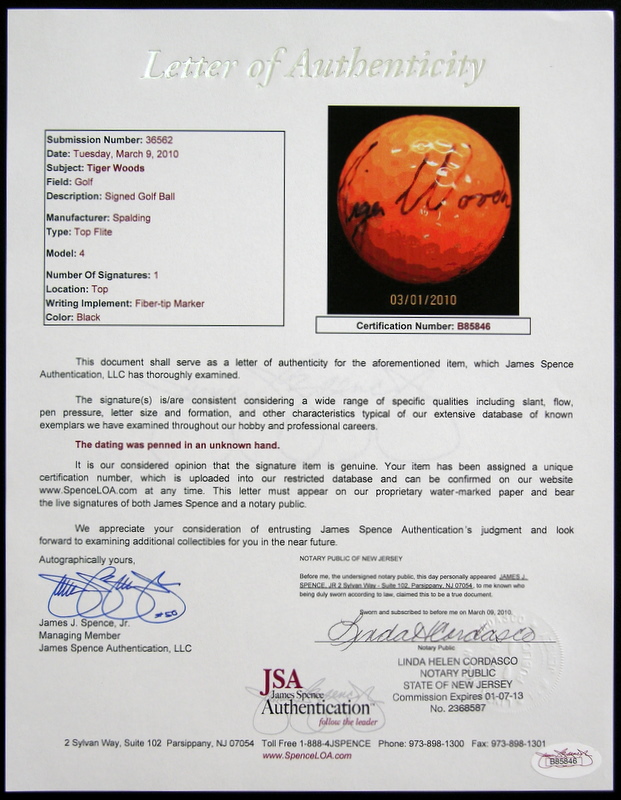 Letter of Authenticity
Submission Number: 36562
Date: Tuesday, March 9, 2010
Subject: Tiger Woods
Field: Golf
Description: Signed Golf Ball
Manufacturer: Spalding
Type: Top Flite
Model: 4
Number Of Signatures: 1
Location: Top
Writing Implement: Fiber-tip Marker
Color: Black
Tiger Woods
03/01/2010
Certification Number: B85846
This document shall serve as a letter of authenticity for the aforementioned item, which James Spence
Authentication, LLC has thoroughly examined.
The signature(s) is/are consistent considering a wide range of specific qualities including slant, flow,
pen pressure, letter size and formation, and other characteristics typical of our extensive database of known
exemplars we have examined throughout our hobby and professional careers.
The dating was penned in an unknown hand.
It is our considered opinion that the signature item is genuine. Your item has been assigned a unique
certification number, which is uploaded into our restricted database and can be confirmed on our website
www.SpenceLOA.com at any time. This letter must appear on our proprietary water-marked paper and bear
the live signatures of both James Spence and a notary public.
We appreciate your consideration of entrusting James Spence Authentication's judgment and look
forward to examining additional collectibles for you in the near future.
Autographically yours,
James J. Spence, Jr.
Managing Member
James Spence Authentication, LLC
NOTARY PUBLIC OF NEW JERSEY
Before me, the undersigned notary public, this day personally appeared JAMES J.
SPENCE, JR 2 Sylvan Way - Suite 102, Parsippany, NJ 07054, to me known who
being duly sworn according to law, claimed this to be a true document.
Sworn and subscribed to before me on March 09, 2010.
Linda H Cordasco
Notary Public
LINDA HELEN CORDASCO
NOTARY PUBLIC
STATE OF NEW JERSEY
Commission Expires 01-07-13
No. 2368587
JSA
James Spence
Authentication
follow the leader
2 Sylvan Way, Suite 102 Parsippany, NJ 07054 Toll Free 1-888-4JSPENCE Phone: 973-898-1300 Fax: 973-898-1301
www.SpenceLOA.com
B85846